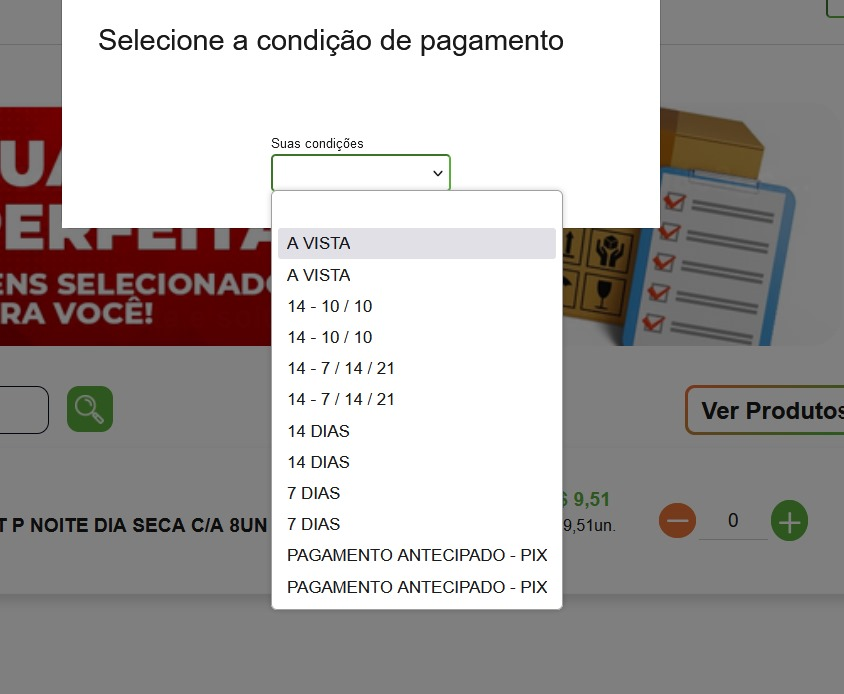 Selecione a condição de pagamento
Suas condições
A VISTA
A VISTA
14 - 10 / 10
14 - 10 / 10
14 - 7 / 14 / 21
14 - 7 / 14 / 21
14 DIAS
14 DIAS
7 DIAS
7 DIAS
PAGAMENTO ANTECIPADO - PIX
PAGAMENTO ANTECIPADO - PIX
UA
PERFEITA
ENS SELECIONAD
RA VOCÊ!
Ver Produtos
T P NOITE DIA SECA C/A 8UN
$ 9,51
9,51un.
0